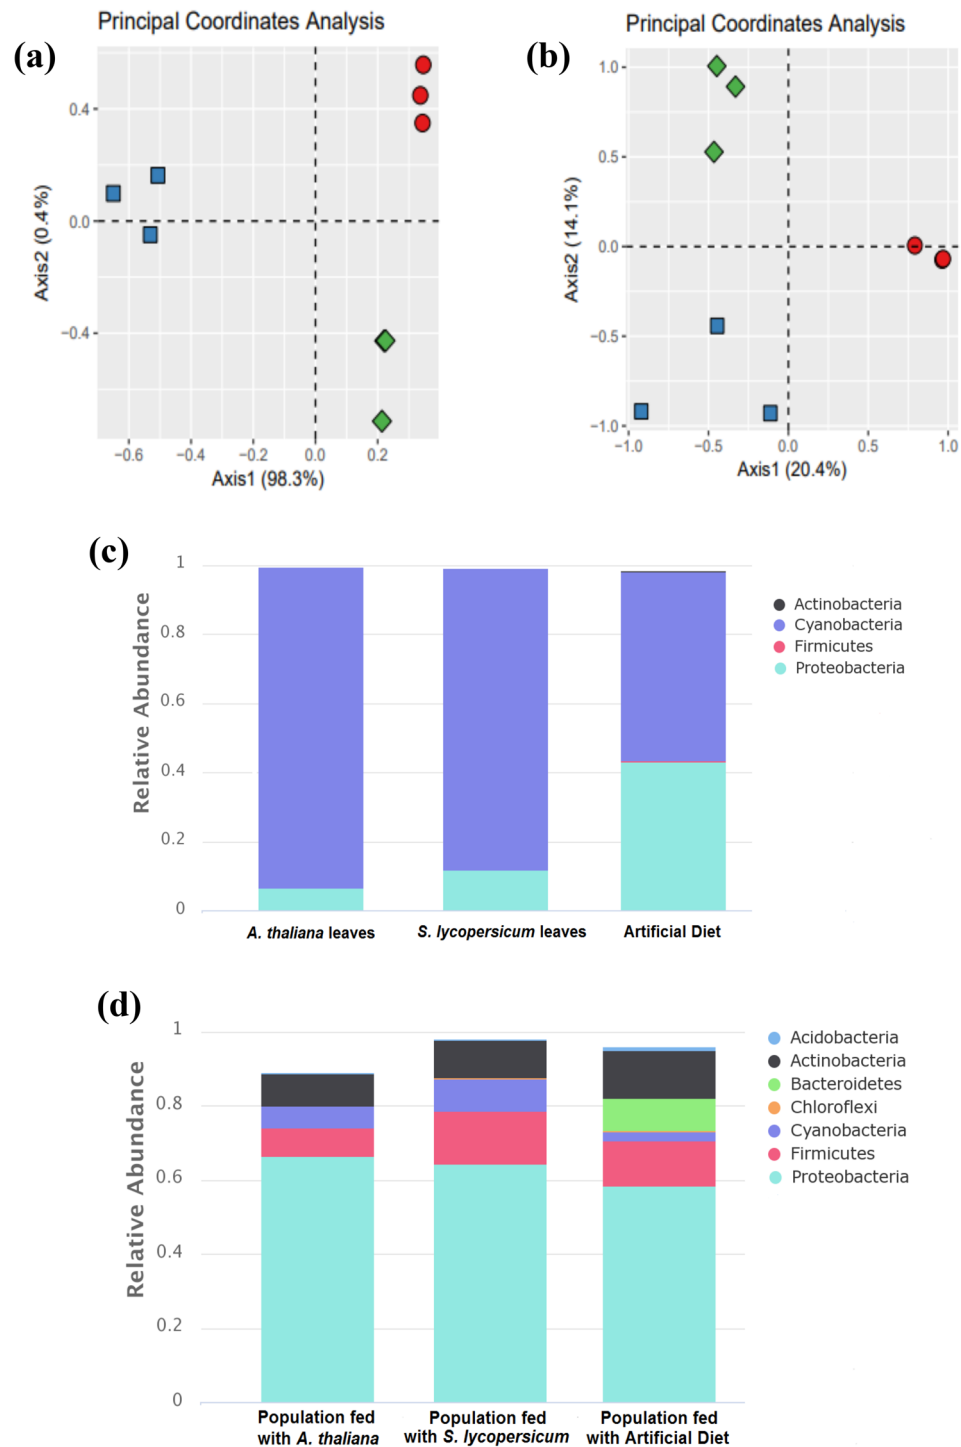 Principal Coordinates Analysis
(a)
0.4
0.0
−0.4
Axis2 (0.4%)
−0.6
−0.4
−0.2
0.0
0.2
Axis1 (98.3%)
Principal Coordinates Analysis
(b)
1.0
0.5
0.0
−0.5
−1.0
Axis2 (14.1%)
−1.0
−0.5
0.0
0.5
1.0
Axis1 (20.4%)
(c)
1
0.8
0.6
0.4
0.2
0
Relative Abundance
A. thaliana leaves
S. lycopersicum leaves
Artificial Diet
Actinobacteria
Cyanobacteria
Firmicutes
Proteobacteria
(d)
1
0.8
0.6
0.4
0.2
0
Relative Abundance
Population fed
with A. thaliana
Population fed
with S. lycopersicum
Population fed
with Artificial Diet
Acidobacteria
Actinobacteria
Bacteroidetes
Chloroflexi
Cyanobacteria
Firmicutes
Proteobacteria